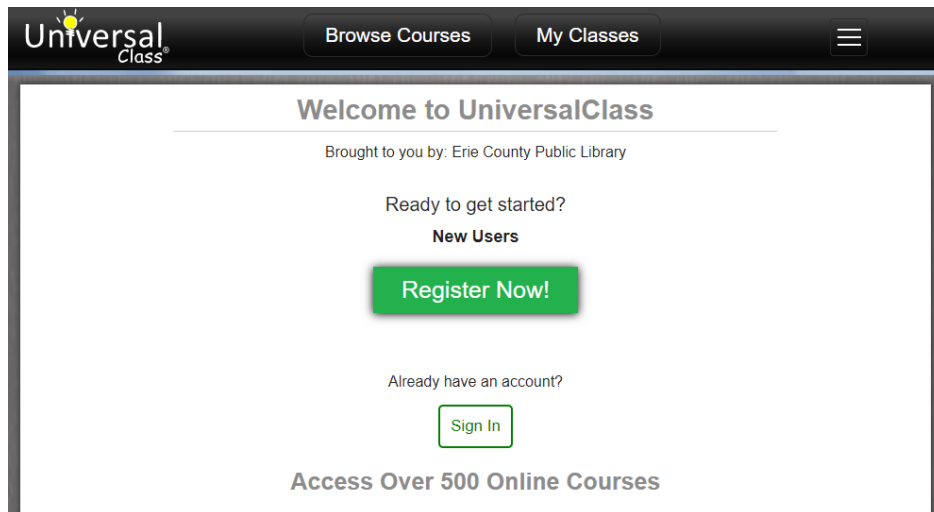 Universal
Class®
Browse Courses
My Classes
Welcome to UniversalClass
Brought to you by: Erie County Public Library
Ready to get started?
New Users
Register Now!
Already have an account?
Sign In
Access Over 500 Online Courses